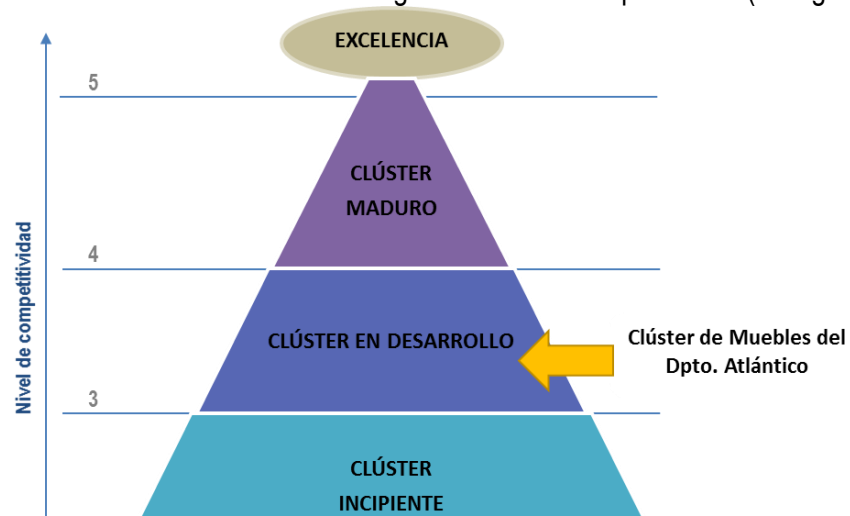 EXCELENCIA
5
CLÚSTER
MADURO
4
CLÚSTER EN DESARROLLO
Clúster de Muebles del
Dpto. Atlántico
3
CLÚSTER
INCIPIENTE
Nivel de competitividad